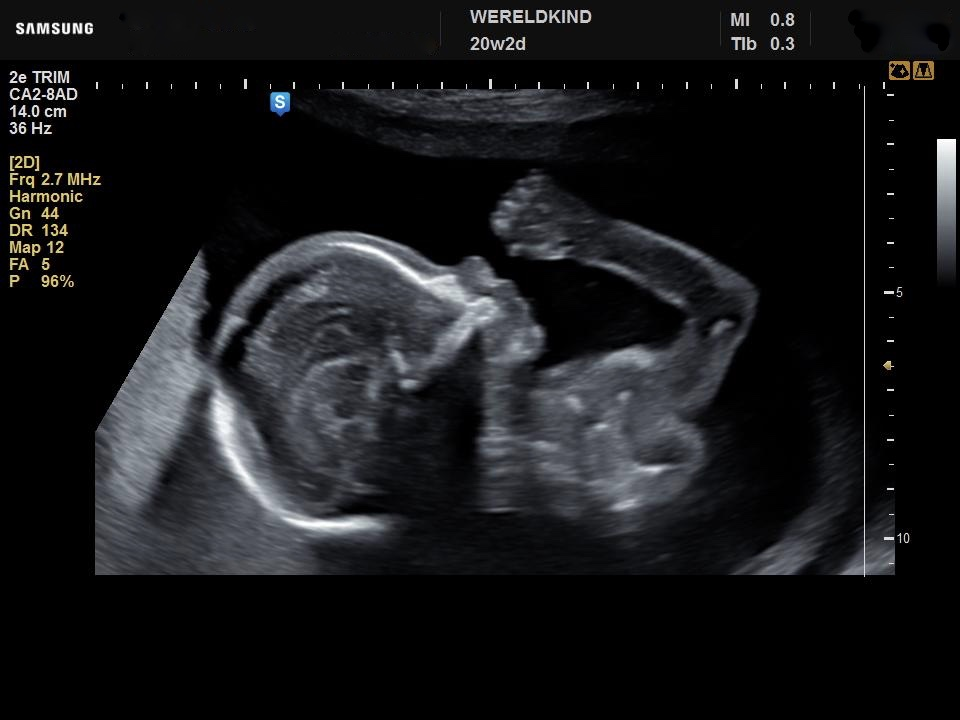 SAMSUNG
WERELDKIND
20w2d
MI 0.8
TIb 0.3
2e TRIM
CA2-8AD
14.0 cm
36 Hz
[2D]
Frq 2.7 MHz
Harmonic
Gn 44
DR 134
Map 12
FA 5
P 96%
S
5
10